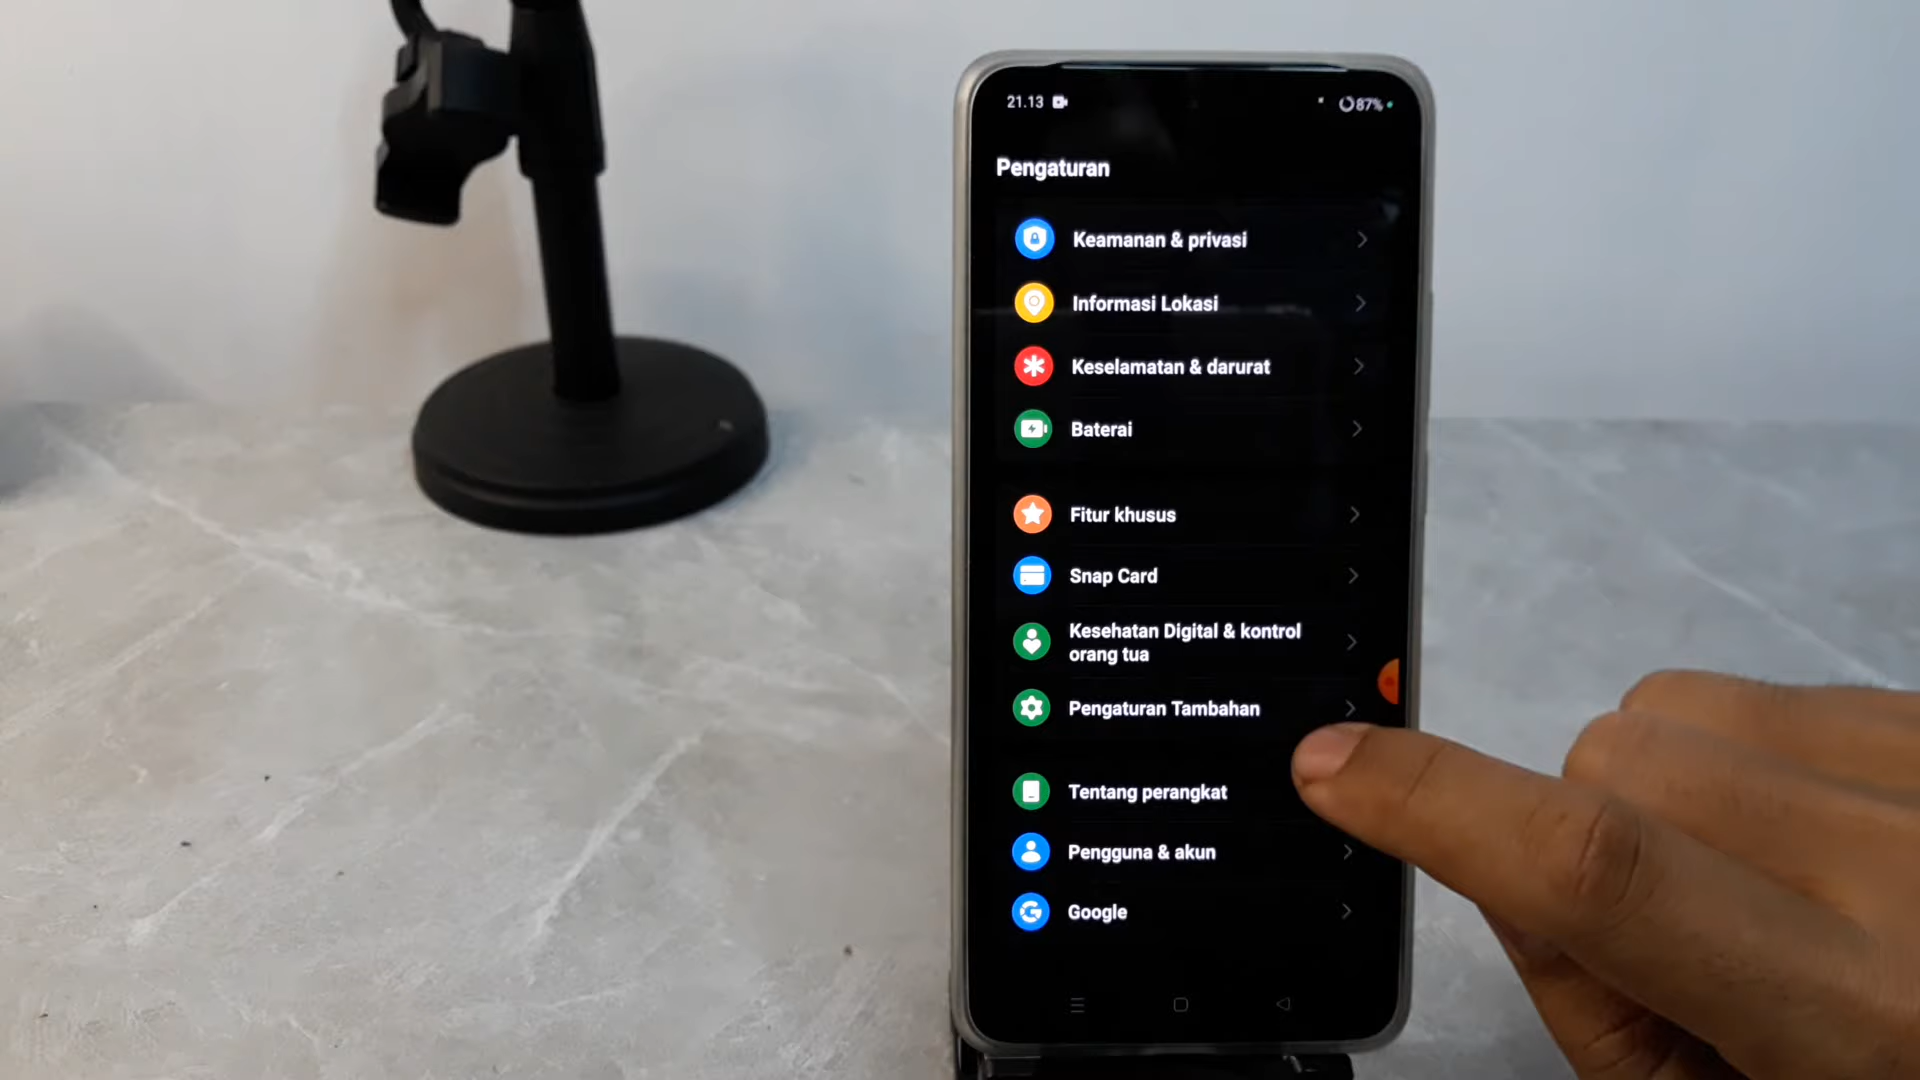 21.13
87%
Pengaturan
Keamanan & privasi
Informasi Lokasi
Keselamatan & darurat
Baterai
Fitur khusus
Snap Card
Kesehatan Digital & kontrol
orang tua
Pengaturan Tambahan
Tentang perangkat
Pengguna & akun
Google